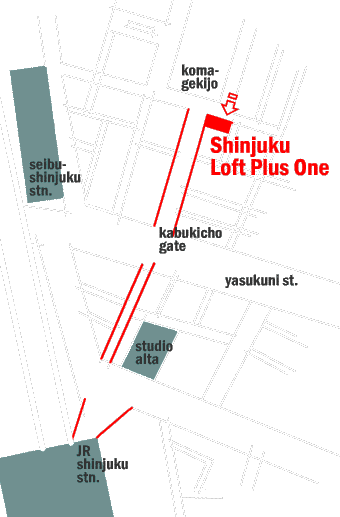 koma-
gekijo
Shinjuku
Loft Plus One
seibu-
shinjuku
stn.
kabukicho
gate
yasukuni st.
studio
alta
JR
shinjuku
stn.